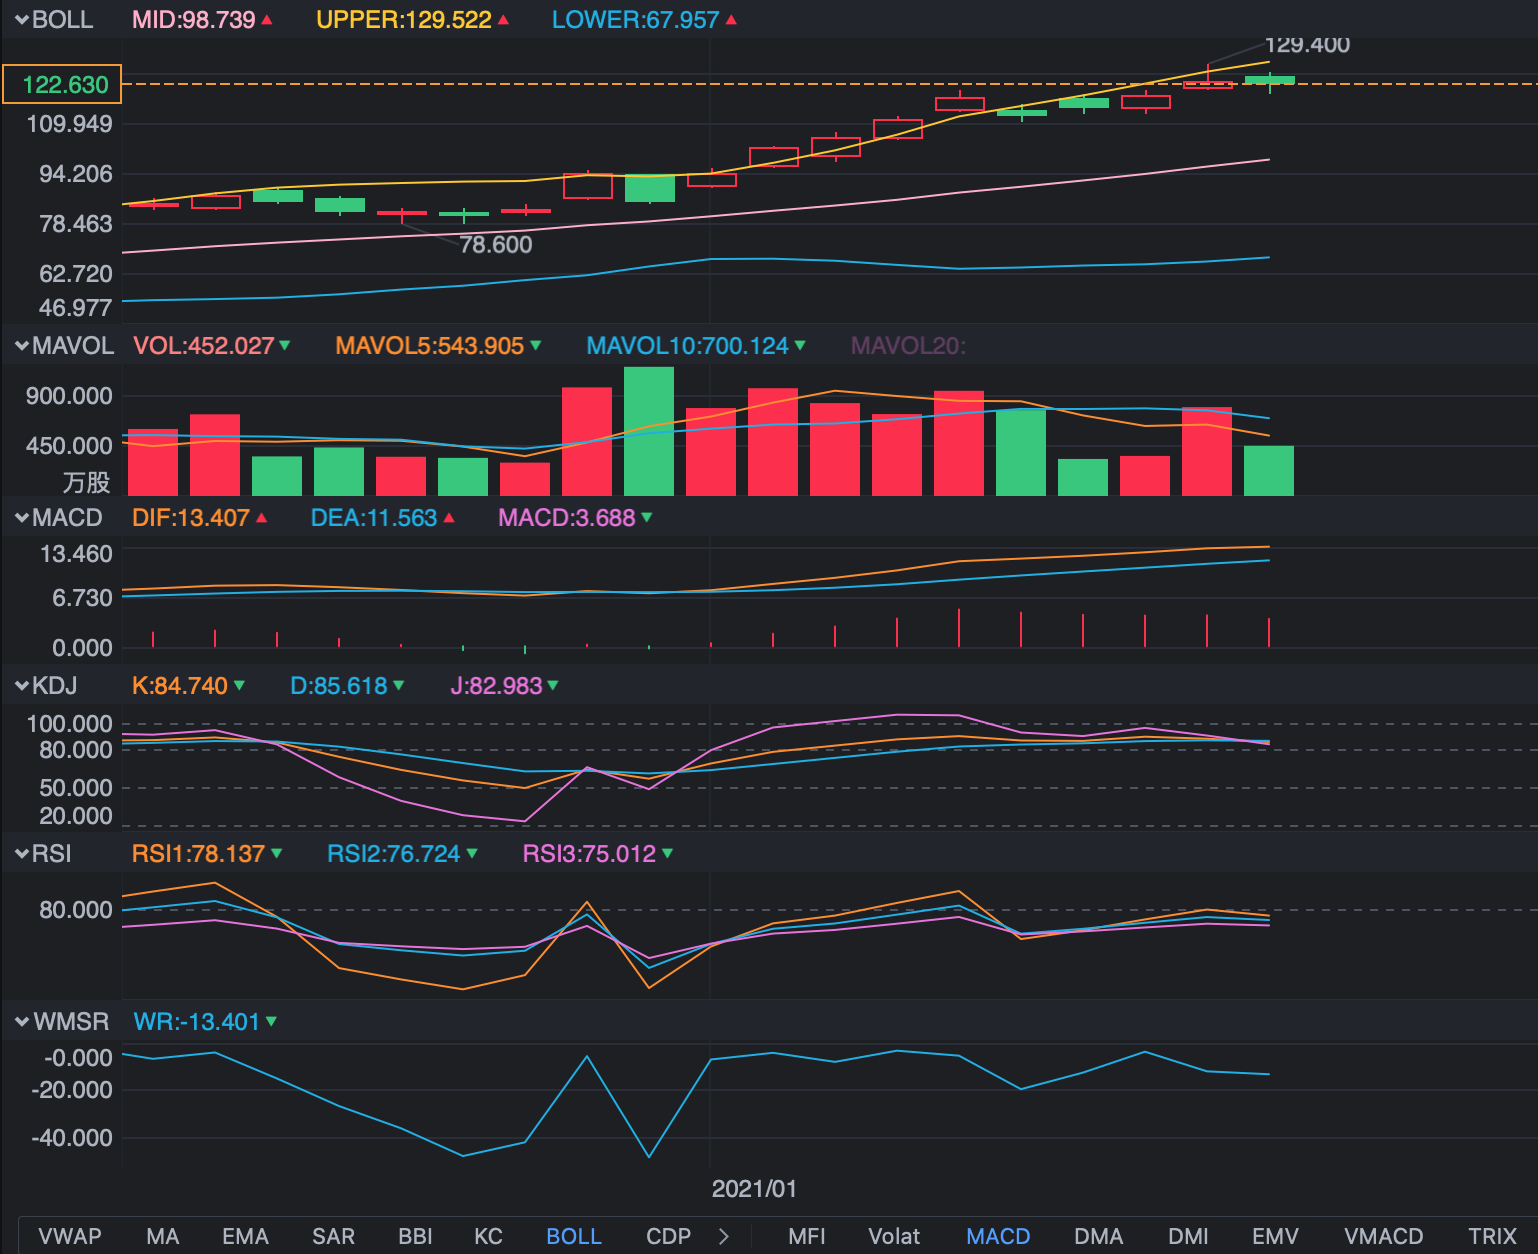 BOLL MID:98.739 UPPER:129.522 LOWER:67.957
129.400
122.630
109.949
94.206
78.463
78.600
62.720
46.977
MAVOL VOL:452.027 MAVOL5:543.905 MAVOL10:700.124 MAVOL20:
900.000
450.000
万股
MACD DIF:13.407 DEA:11.563 MACD:3.688
13.460
6.730
0.000
KDJ K:84.740 D:85.618 J:82.983
100.000
80.000
50.000
20.000
RSI RSI1:78.137 RSI2:76.724 RSI3:75.012
80.000
WMSR WR:-13.401
-0.000
-20.000
-40.000
2021/01
VWAP MA EMA SAR BBI KC BOLL CDP > MFI Volat MACD DMA DMI EMV VMACD TRIX